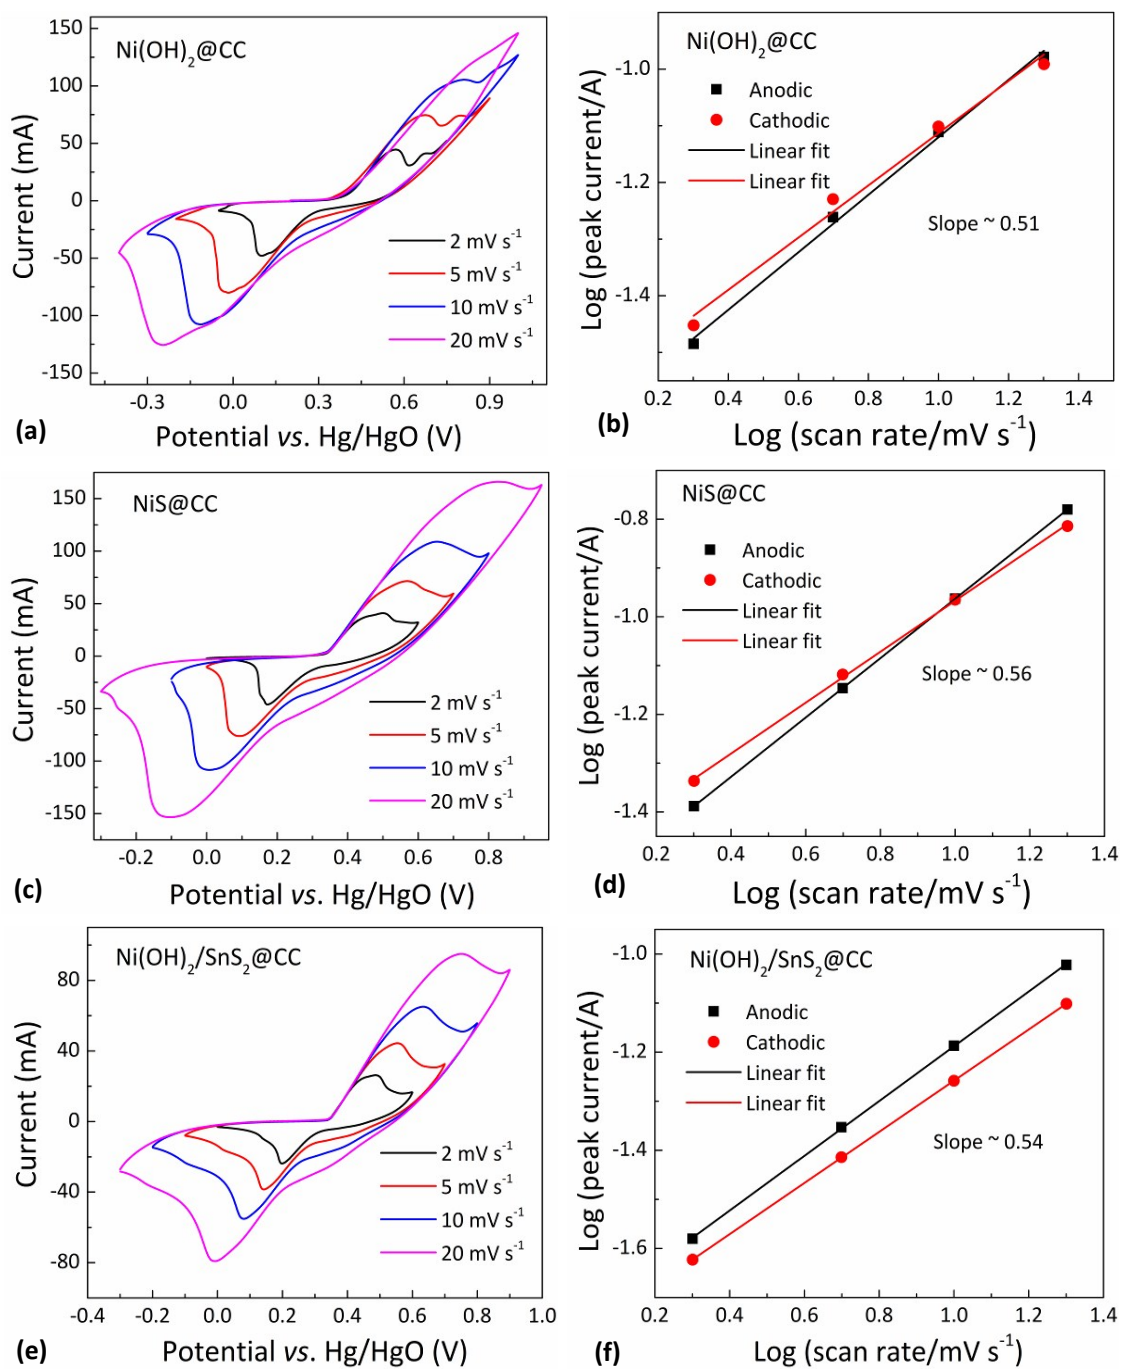 Ni(OH)2@CC
150
100
50
0
-50
-100
-150
Current (mA)
2 mV s-1
5 mV s-1
10 mV s-1
20 mV s-1
-0.3
0.0
0.3
0.6
0.9
Potential vs. Hg/HgO (V)
(a)
Ni(OH)2@CC
Anodic
Cathodic
Linear fit
Linear fit
-1.0
-1.2
-1.4
Log (peak current/A)
Slope ~ 0.51
0.2
0.4
0.6
0.8
1.0
1.2
1.4
Log (scan rate/mV s-1)
(b)
NiS@CC
150
100
50
0
-50
-100
-150
Current (mA)
2 mV s-1
5 mV s-1
10 mV s-1
20 mV s-1
-0.2
0.0
0.2
0.4
0.6
0.8
Potential vs. Hg/HgO (V)
(c)
NiS@CC
Anodic
Cathodic
Linear fit
Linear fit
-0.8
-1.0
-1.2
-1.4
Log (peak current/A)
Slope ~ 0.56
0.2
0.4
0.6
0.8
1.0
1.2
1.4
Log (scan rate/mV s-1)
(d)
Ni(OH)2/SnS2@CC
80
40
0
-40
-80
Current (mA)
2 mV s-1
5 mV s-1
10 mV s-1
20 mV s-1
-0.4
-0.2
0.0
0.2
0.4
0.6
0.8
1.0
Potential vs. Hg/HgO (V)
(e)
Ni(OH)2/SnS2@CC
Anodic
Cathodic
Linear fit
Linear fit
-1.0
-1.2
-1.4
-1.6
Log (peak current/A)
Slope ~ 0.54
0.2
0.4
0.6
0.8
1.0
1.2
1.4
Log (scan rate/mV s-1)
(f)